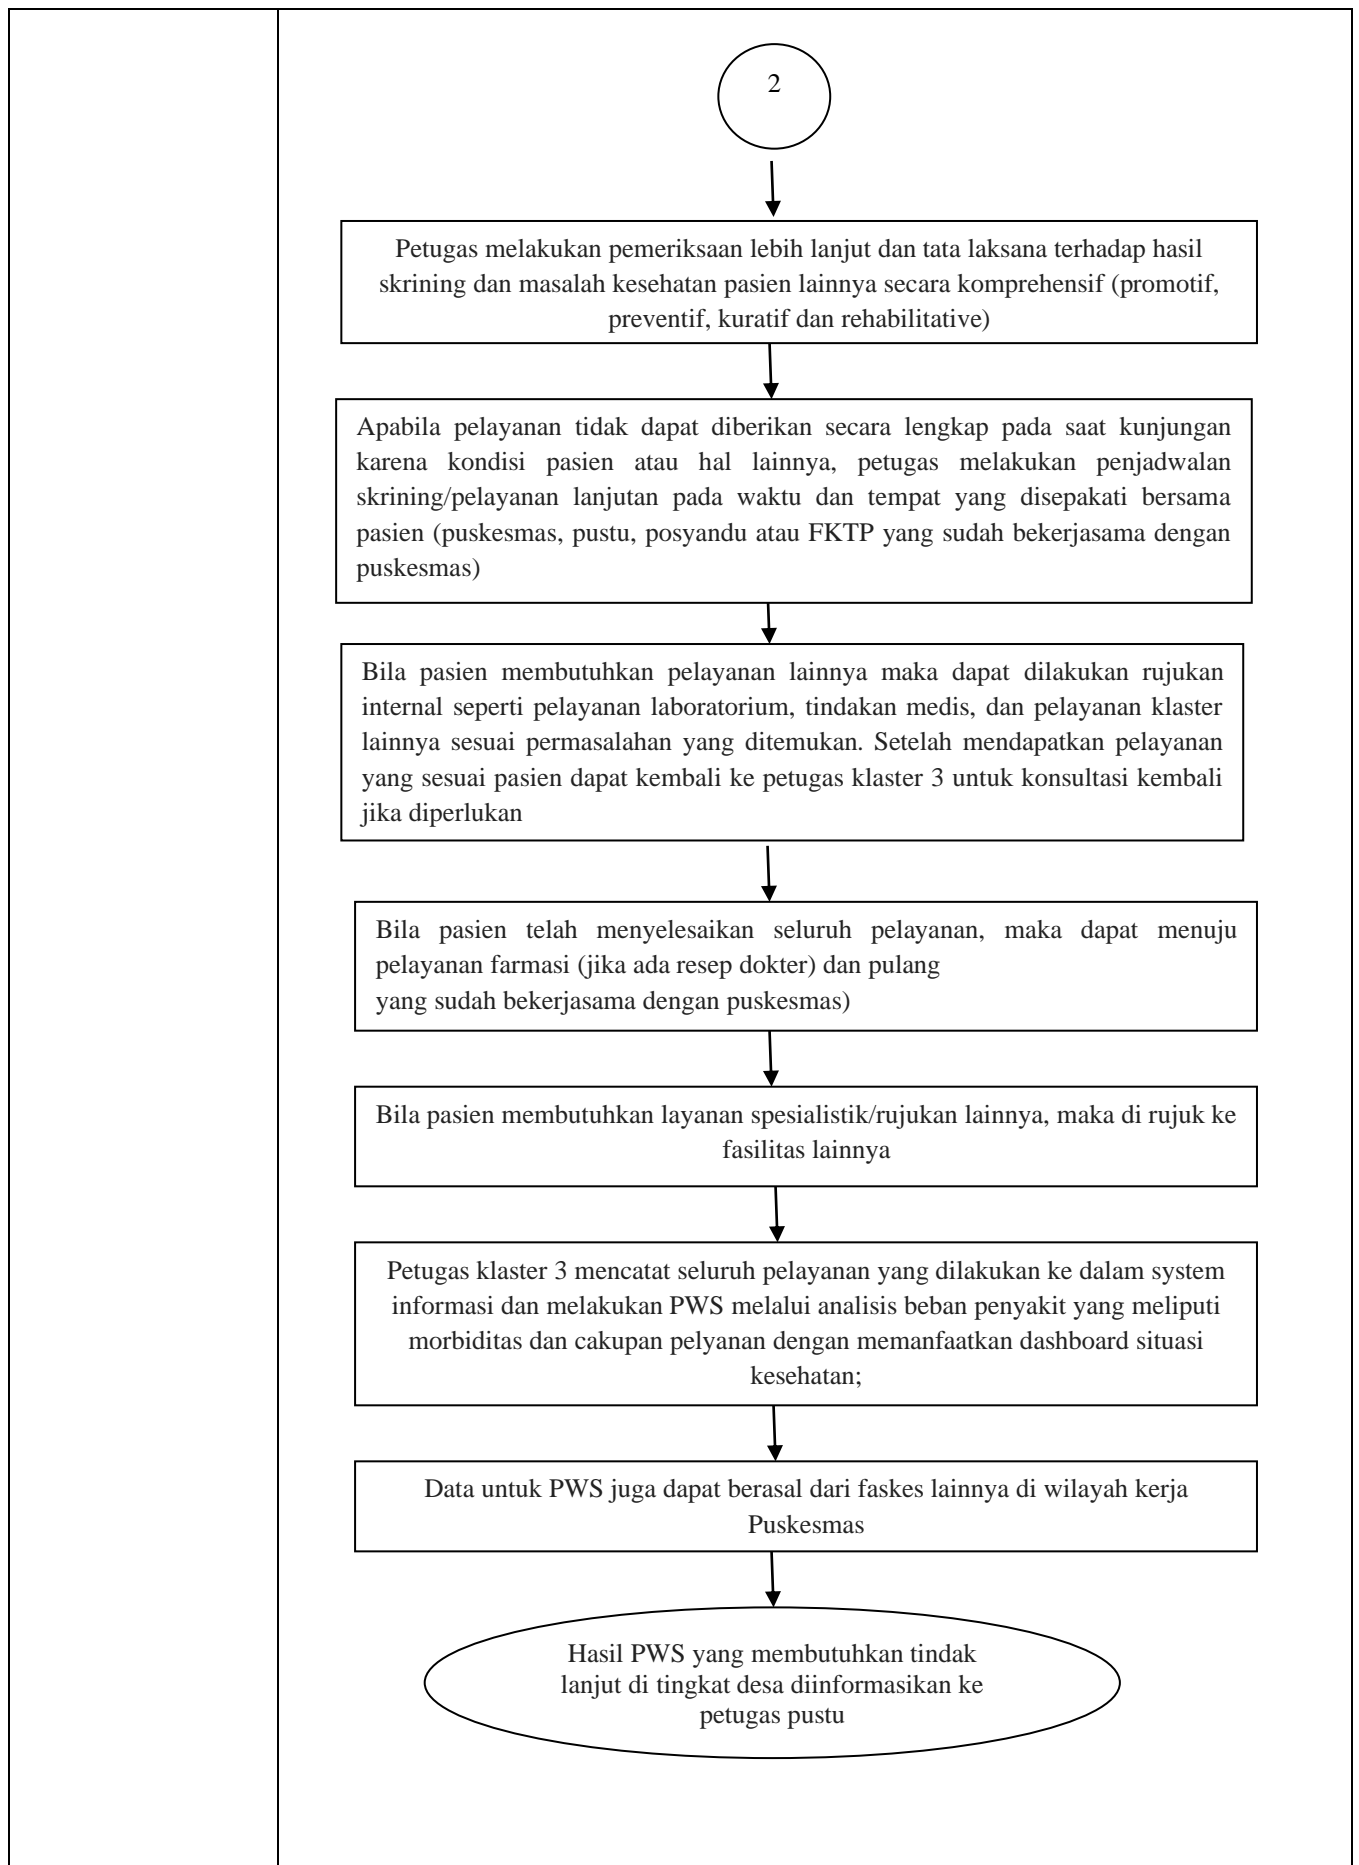 2
Petugas melakukan pemeriksaan lebih lanjut dan tata laksana terhadap hasil
skrining dan masalah kesehatan pasien lainnya secara komprehensif (promotif,
preventif, kuratif dan rehabilitative)
Apabila pelayanan tidak dapat diberikan secara lengkap pada saat kunjungan
karena kondisi pasien atau hal lainnya, petugas melakukan penjadwalan
skrining/pelayanan lanjutan pada waktu dan tempat yang disepakati bersama
pasien (puskesmas, pustu, posyandu atau FKTP yang sudah bekerjasama dengan
puskesmas)
Bila pasien membutuhkan pelayanan lainnya maka dapat dilakukan rujukan
internal seperti pelayanan laboratorium, tindakan medis, dan pelayanan klaster
lainnya sesuai permasalahan yang ditemukan. Setelah mendapatkan pelayanan
yang sesuai pasien dapat kembali ke petugas klaster 3 untuk konsultasi kembali
jika diperlukan
Bila pasien telah menyelesaikan seluruh pelayanan, maka dapat menuju
pelayanan farmasi (jika ada resep dokter) dan pulang
yang sudah bekerjasama dengan puskesmas)
Bila pasien membutuhkan layanan spesialistik/rujukan lainnya, maka di rujuk ke
fasilitas lainnya
Petugas klaster 3 mencatat seluruh pelayanan yang dilakukan ke dalam system
informasi dan melakukan PWS melalui analisis beban penyakit yang meliputi
morbiditas dan cakupan pelyanan dengan memanfaatkan dashboard situasi
kesehatan;
Data untuk PWS juga dapat berasal dari faskes lainnya di wilayah kerja
Puskesmas
Hasil PWS yang membutuhkan tindak
lanjut di tingkat desa diinformasikan ke
petugas pustu